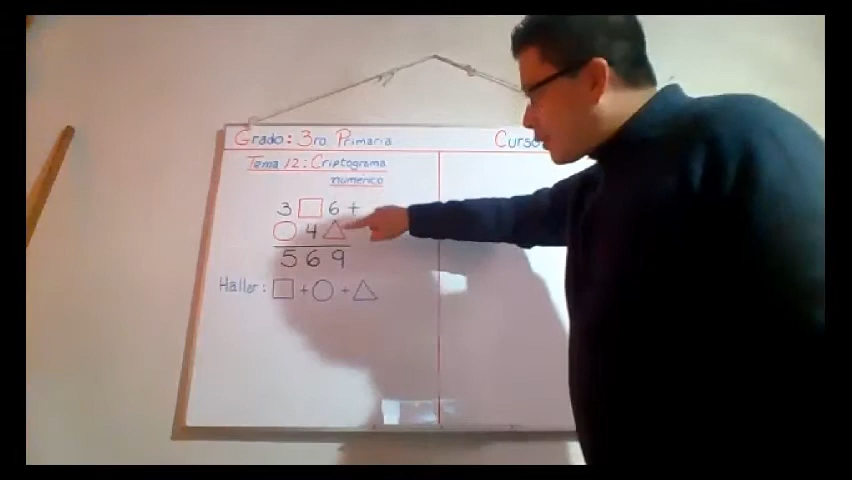 Grado: 3ro Primaria
Curso
Tema 12: Criptograma
numerico
3 □ 6 +
○ 4 △
5 6 9
Hallar: □ + ○ + △